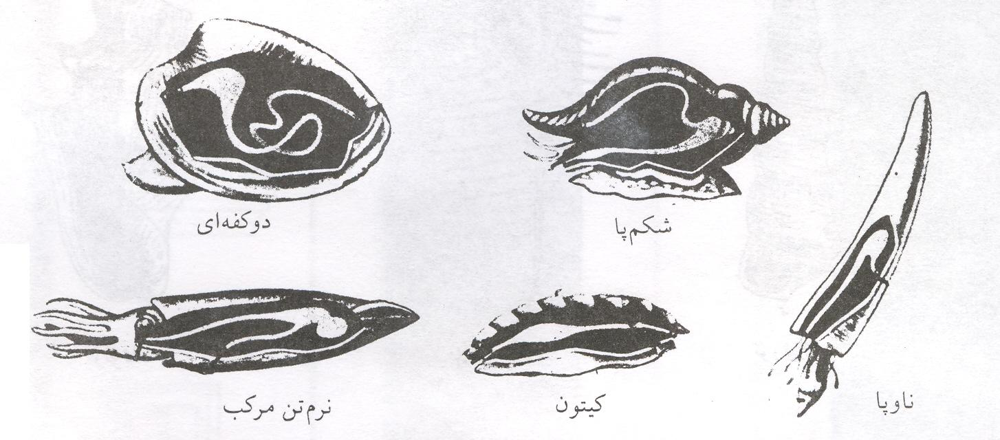 شکم‌پا
دوکفه‌ای
ناوپا
کیتون
نرم‌تن مرکب